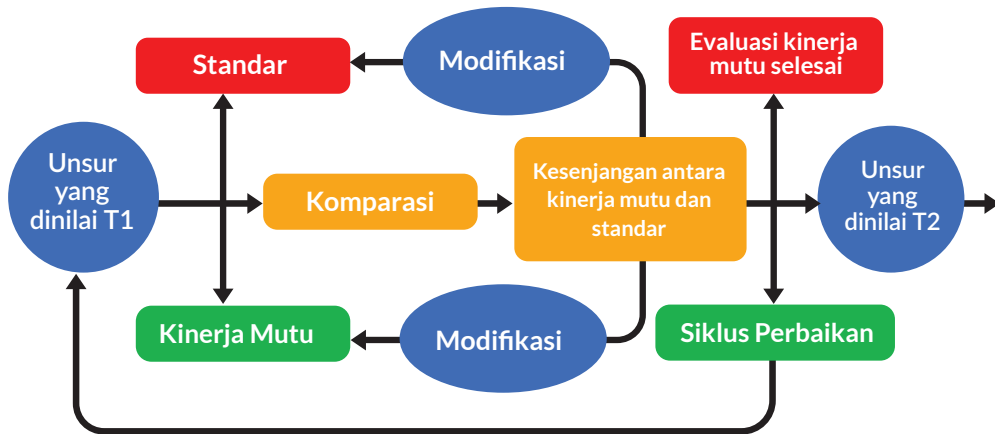 Unsur
yang
dinilai T1
Standar
Komparasi
Kinerja Mutu
Modifikasi
Modifikasi
Kesenjangan antara
kinerja mutu dan
standar
Evaluasi kinerja
mutu selesai
Siklus Perbaikan
Unsur
yang
dinilai T2